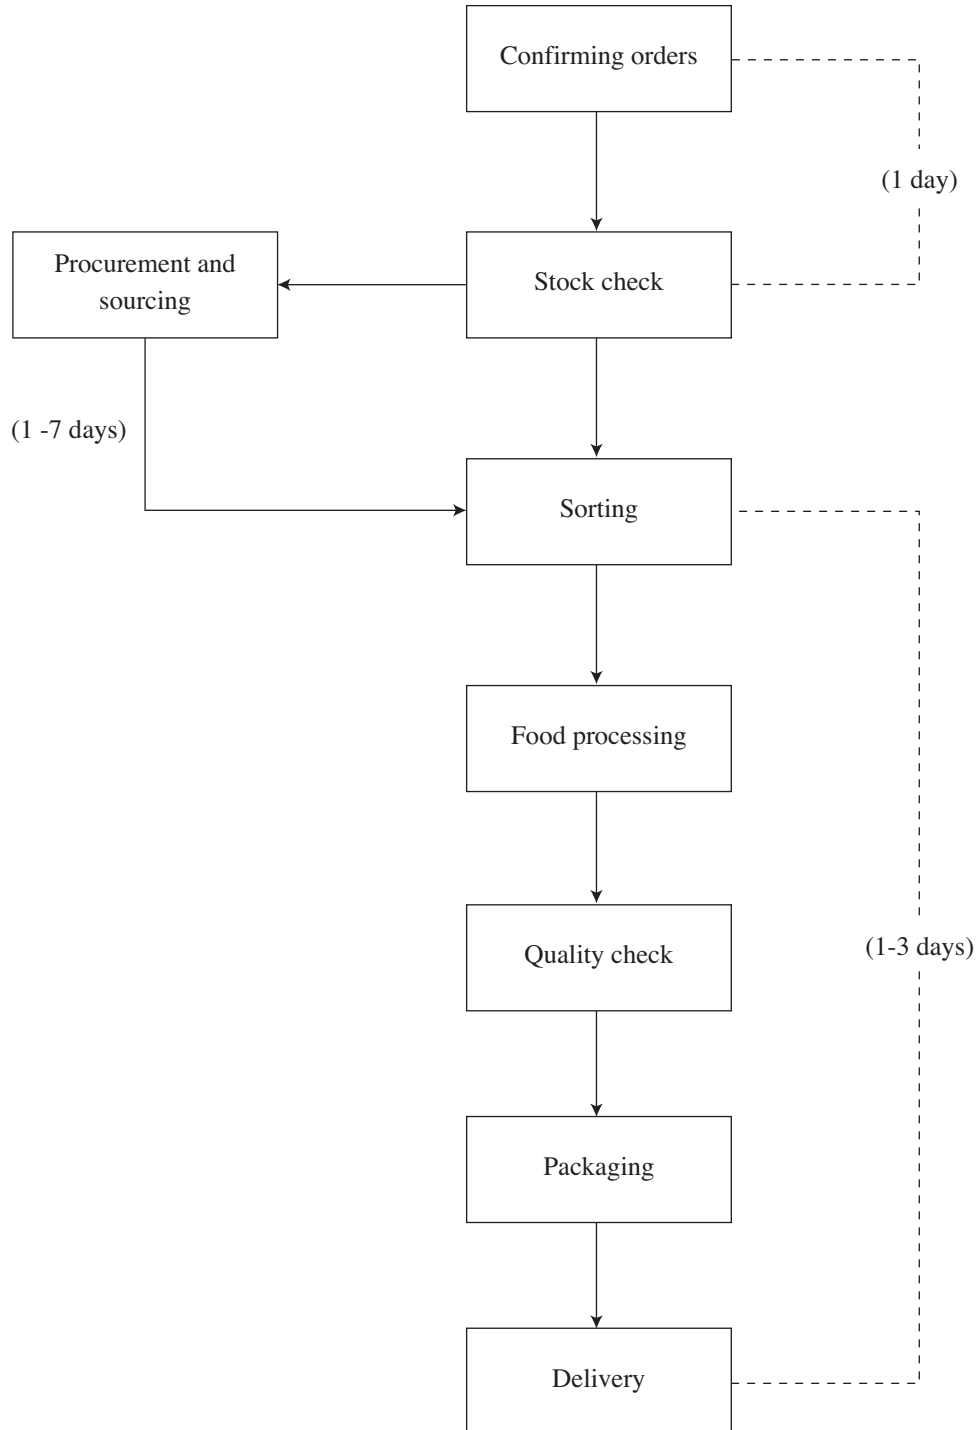 Confirming orders
(1 day)
Procurement and
sourcing
Stock check
(1 -7 days)
Sorting
Food processing
Quality check
(1-3 days)
Packaging
Delivery